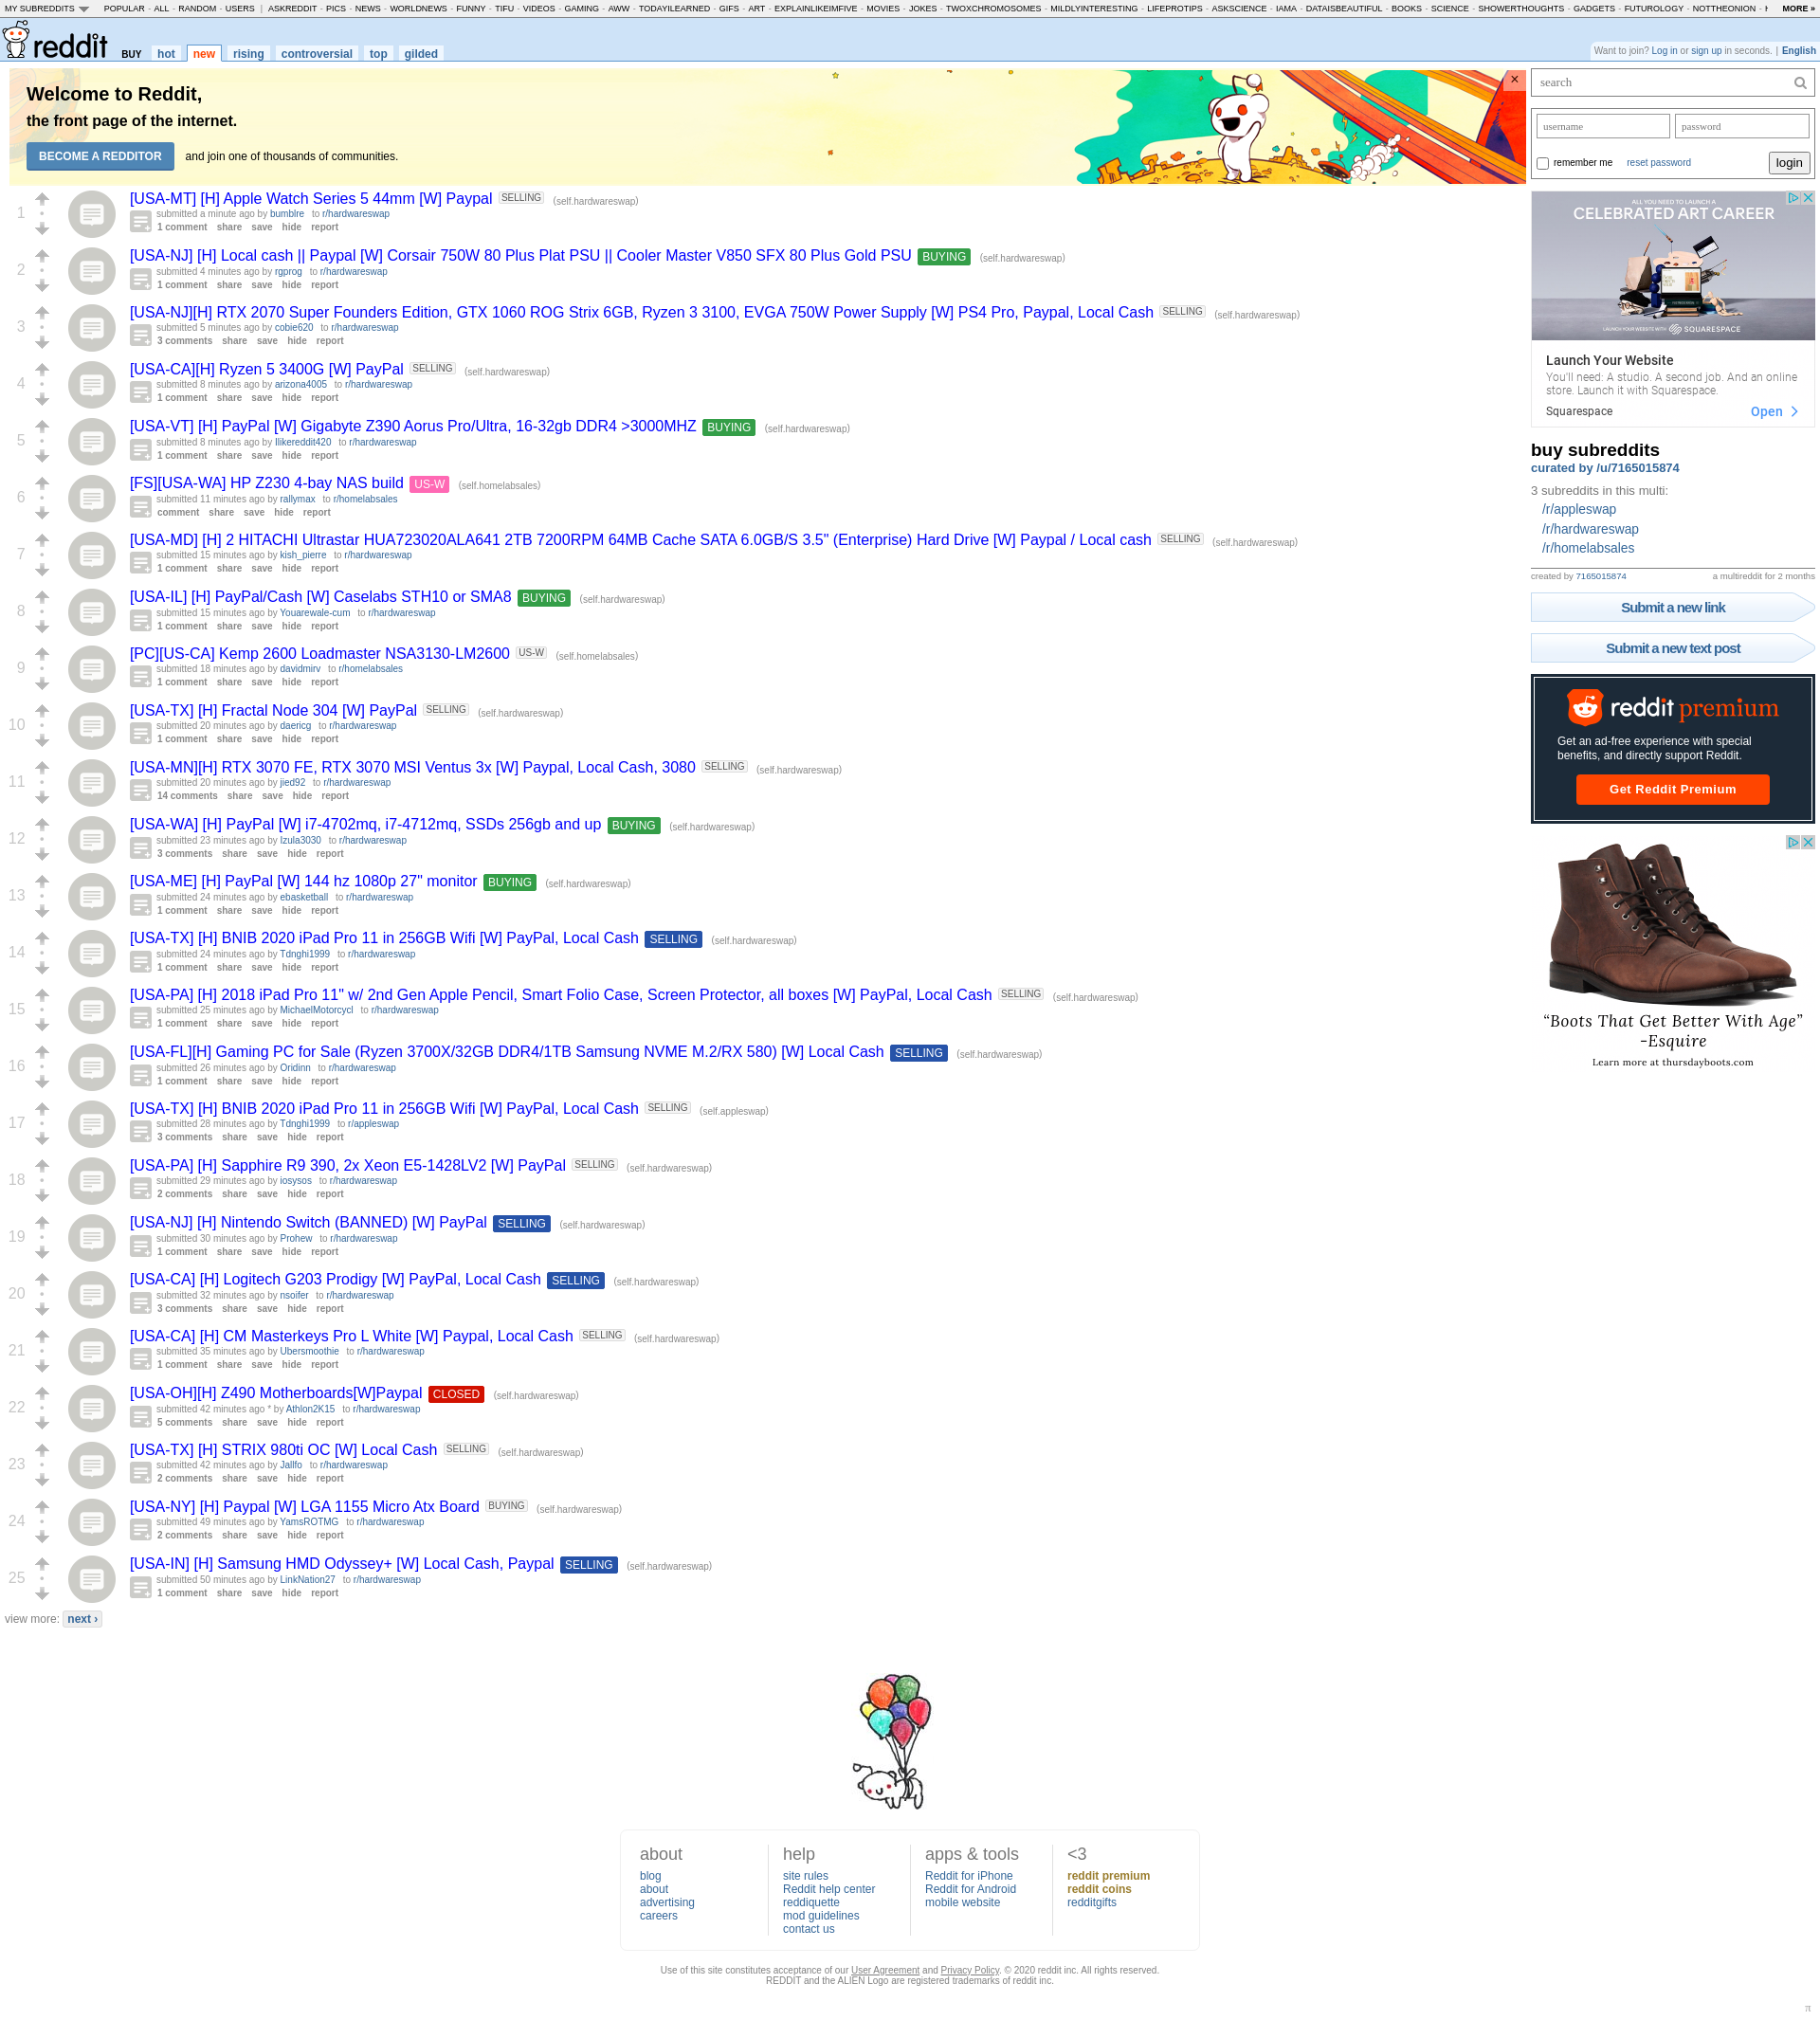 MY SUBREDDITS POPULAR - ALL - RANDOM - USERS | ASKREDDIT - PICS - NEWS - WORLDNEWS - FUNNY - TIFU - VIDEOS - GAMING - AWW - TODAYILEARNED - GIFS - ART - EXPLAINLIKEIMFIVE - MOVIES - JOKES - TWOXCHROMOSOMES - MILDLYINTERESTING - LIFEPROTIPS - ASKSCIENCE - IAMA - DATAISBEAUTIFUL - BOOKS - SCIENCE - SHOWERTHOUGHTS - GADGETS - FUTUROLOGY - NOTTHEONION - MORE »
reddit BUY hot new rising controversial top gilded
Want to join? Log in or sign up in seconds. | English
Welcome to Reddit,
the front page of the internet.
BECOME A REDDITOR and join one of thousands of communities.
×
1
[USA-MT] [H] Apple Watch Series 5 44mm [W] Paypal SELLING (self.hardwareswap)
submitted a minute ago by bumblre to r/hardwareswap
1 comment share save hide report
2
[USA-NJ] [H] Local cash || Paypal [W] Corsair 750W 80 Plus Plat PSU || Cooler Master V850 SFX 80 Plus Gold PSU BUYING (self.hardwareswap)
submitted 4 minutes ago by rgprog to r/hardwareswap
1 comment share save hide report
3
[USA-NJ][H] RTX 2070 Super Founders Edition, GTX 1060 ROG Strix 6GB, Ryzen 3 3100, EVGA 750W Power Supply [W] PS4 Pro, Paypal, Local Cash SELLING (self.hardwareswap)
submitted 5 minutes ago by cobie620 to r/hardwareswap
3 comments share save hide report
4
[USA-CA][H] Ryzen 5 3400G [W] PayPal SELLING (self.hardwareswap)
submitted 8 minutes ago by arizona4005 to r/hardwareswap
1 comment share save hide report
5
[USA-VT] [H] PayPal [W] Gigabyte Z390 Aorus Pro/Ultra, 16-32gb DDR4 >3000MHZ BUYING (self.hardwareswap)
submitted 8 minutes ago by Ilikereddit420 to r/hardwareswap
1 comment share save hide report
6
[FS][USA-WA] HP Z230 4-bay NAS build US-W (self.homelabsales)
submitted 11 minutes ago by rallymax to r/homelabsales
comment share save hide report
7
[USA-MD] [H] 2 HITACHI Ultrastar HUA723020ALA641 2TB 7200RPM 64MB Cache SATA 6.0GB/S 3.5" (Enterprise) Hard Drive [W] Paypal / Local cash SELLING (self.hardwareswap)
submitted 15 minutes ago by kish_pierre to r/hardwareswap
1 comment share save hide report
8
[USA-IL] [H] PayPal/Cash [W] Caselabs STH10 or SMA8 BUYING (self.hardwareswap)
submitted 15 minutes ago by Youarewale-cum to r/hardwareswap
1 comment share save hide report
9
[PC][US-CA] Kemp 2600 Loadmaster NSA3130-LM2600 US-W (self.homelabsales)
submitted 18 minutes ago by davidmirv to r/homelabsales
1 comment share save hide report
10
[USA-TX] [H] Fractal Node 304 [W] PayPal SELLING (self.hardwareswap)
submitted 20 minutes ago by daericg to r/hardwareswap
1 comment share save hide report
11
[USA-MN][H] RTX 3070 FE, RTX 3070 MSI Ventus 3x [W] Paypal, Local Cash, 3080 SELLING (self.hardwareswap)
submitted 20 minutes ago by jied92 to r/hardwareswap
14 comments share save hide report
12
[USA-WA] [H] PayPal [W] i7-4702mq, i7-4712mq, SSDs 256gb and up BUYING (self.hardwareswap)
submitted 23 minutes ago by Izula3030 to r/hardwareswap
3 comments share save hide report
13
[USA-ME] [H] PayPal [W] 144 hz 1080p 27" monitor BUYING (self.hardwareswap)
submitted 24 minutes ago by ebasketball to r/hardwareswap
1 comment share save hide report
14
[USA-TX] [H] BNIB 2020 iPad Pro 11 in 256GB Wifi [W] PayPal, Local Cash SELLING (self.hardwareswap)
submitted 24 minutes ago by Tdnghi1999 to r/hardwareswap
1 comment share save hide report
15
[USA-PA] [H] 2018 iPad Pro 11" w/ 2nd Gen Apple Pencil, Smart Folio Case, Screen Protector, all boxes [W] PayPal, Local Cash SELLING (self.hardwareswap)
submitted 25 minutes ago by MichaelMotorcycl to r/hardwareswap
1 comment share save hide report
16
[USA-FL][H] Gaming PC for Sale (Ryzen 3700X/32GB DDR4/1TB Samsung NVME M.2/RX 580) [W] Local Cash SELLING (self.hardwareswap)
submitted 26 minutes ago by Oridinn to r/hardwareswap
1 comment share save hide report
17
[USA-TX] [H] BNIB 2020 iPad Pro 11 in 256GB Wifi [W] PayPal, Local Cash SELLING (self.appleswap)
submitted 28 minutes ago by Tdnghi1999 to r/appleswap
3 comments share save hide report
18
[USA-PA] [H] Sapphire R9 390, 2x Xeon E5-1428LV2 [W] PayPal SELLING (self.hardwareswap)
submitted 29 minutes ago by iosysos to r/hardwareswap
2 comments share save hide report
19
[USA-NJ] [H] Nintendo Switch (BANNED) [W] PayPal SELLING (self.hardwareswap)
submitted 30 minutes ago by Prohew to r/hardwareswap
1 comment share save hide report
20
[USA-CA] [H] Logitech G203 Prodigy [W] PayPal, Local Cash SELLING (self.hardwareswap)
submitted 32 minutes ago by nsoifer to r/hardwareswap
3 comments share save hide report
21
[USA-CA] [H] CM Masterkeys Pro L White [W] Paypal, Local Cash SELLING (self.hardwareswap)
submitted 35 minutes ago by Ubersmoothie to r/hardwareswap
1 comment share save hide report
22
[USA-OH][H] Z490 Motherboards[W]Paypal CLOSED (self.hardwareswap)
submitted 42 minutes ago * by Athlon2K15 to r/hardwareswap
5 comments share save hide report
23
[USA-TX] [H] STRIX 980ti OC [W] Local Cash SELLING (self.hardwareswap)
submitted 42 minutes ago by Jallfo to r/hardwareswap
2 comments share save hide report
24
[USA-NY] [H] Paypal [W] LGA 1155 Micro Atx Board BUYING (self.hardwareswap)
submitted 49 minutes ago by YamsROTMG to r/hardwareswap
2 comments share save hide report
25
[USA-IN] [H] Samsung HMD Odyssey+ [W] Local Cash, Paypal SELLING (self.hardwareswap)
submitted 50 minutes ago by LinkNation27 to r/hardwareswap
1 comment share save hide report
view more: next ›
search
username password
remember me reset password login
ALL YOU NEED TO LAUNCH A
CELEBRATED ART CAREER
LAUNCH YOUR WEBSITE WITH SQUARESPACE
Launch Your Website
You'll need: A studio. A second job. And an online
store. Launch it with Squarespace.
Squarespace Open
buy subreddits
curated by /u/7165015874
3 subreddits in this multi:
/r/appleswap
/r/hardwareswap
/r/homelabsales
created by 7165015874 a multireddit for 2 months
Submit a new link
Submit a new text post
reddit premium
Get an ad-free experience with special
benefits, and directly support Reddit.
Get Reddit Premium
“Boots That Get Better With Age”
-Esquire
Learn more at thursdayboots.com
about
blog
about
advertising
careers
help
site rules
Reddit help center
reddiquette
mod guidelines
contact us
apps & tools
Reddit for iPhone
Reddit for Android
mobile website
<3
reddit premium
reddit coins
redditgifts
Use of this site constitutes acceptance of our User Agreement and Privacy Policy. © 2020 reddit inc. All rights reserved.
REDDIT and the ALIEN Logo are registered trademarks of reddit inc.
π